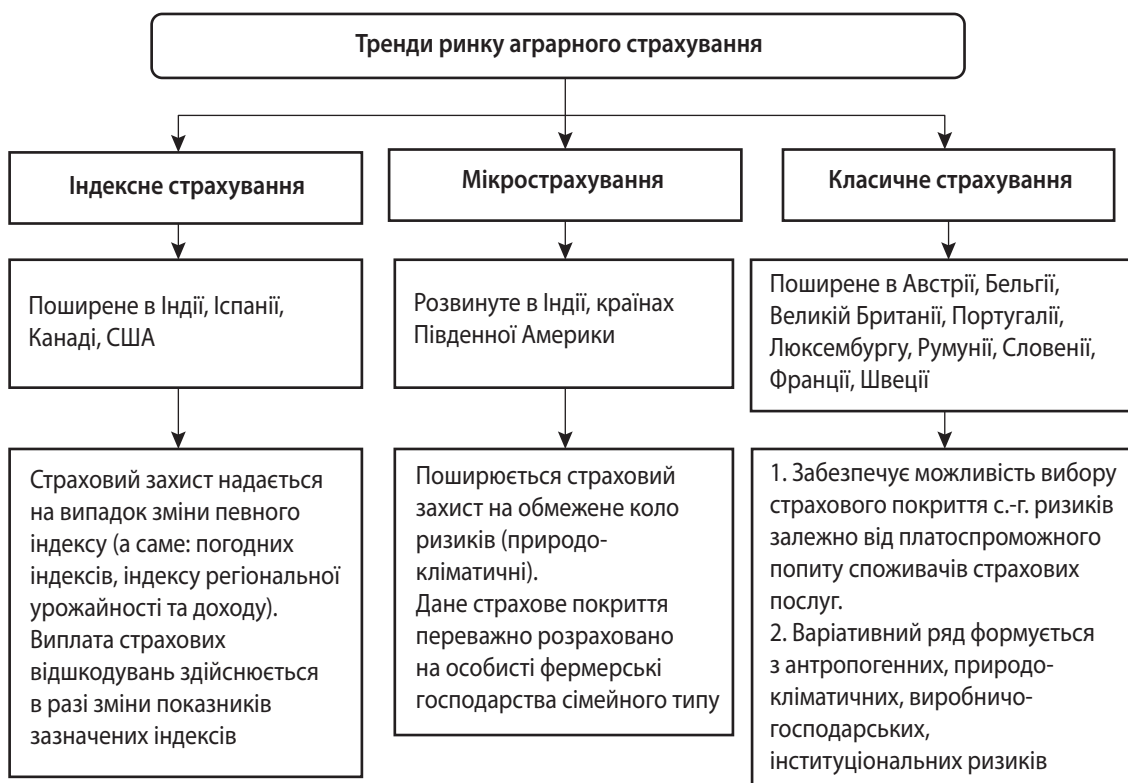 Тренди ринку аграрного страхування
Індексне страхування
Мікрострахування
Класичне страхування
Поширене в Індії, Іспанії,
Канаді, США
Розвинуте в Індії, країнах
Південної Америки
Поширене в Австрії, Бельгії,
Великій Британії, Португалії,
Люксембургу, Румунії, Словенії,
Франції, Швеції
Страховий захист надається
на випадок зміни певного
індексу (а саме: погодних
індексів, індексу регіональної
урожайності та доходу).
Виплата страхових
відшкодувань здійснюється
в разі зміни показників
зазначених індексів
Поширюється страховий
захист на обмежене коло
ризиків (природо-
кліматичні).
Дане страхове покриття
переважно розраховано
на особисті фермерські
господарства сімейного типу
1. Забезпечує можливість вибору
страхового покриття с.-г. ризиків
залежно від платоспроможного
попиту споживачів страхових
послуг.
2. Варіативний ряд формується
з антропогенних, природо-
кліматичних, виробничо-
господарських,
інституціональних ризиків